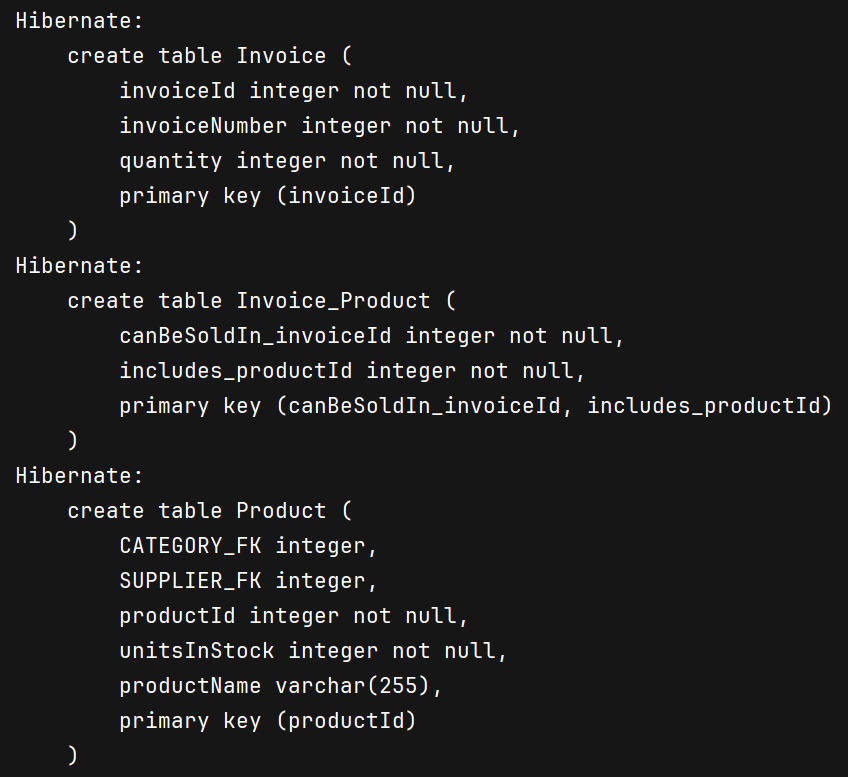 Hibernate:
    create table Invoice (
        invoiceId integer not null,
        invoiceNumber integer not null,
        quantity integer not null,
        primary key (invoiceId)
    )
Hibernate:
    create table Invoice_Product (
        canBeSoldIn_invoiceId integer not null,
        includes_productId integer not null,
        primary key (canBeSoldIn_invoiceId, includes_productId)
    )
Hibernate:
    create table Product (
        CATEGORY_FK integer,
        SUPPLIER_FK integer,
        productId integer not null,
        unitsInStock integer not null,
        productName varchar(255),
        primary key (productId)
    )